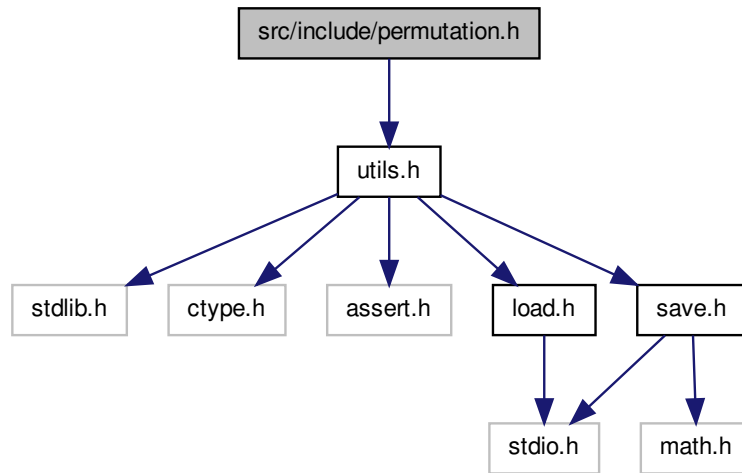 src/include/permutation.h
utils.h
stdlib.h
ctype.h
assert.h
load.h
save.h
stdio.h
math.h